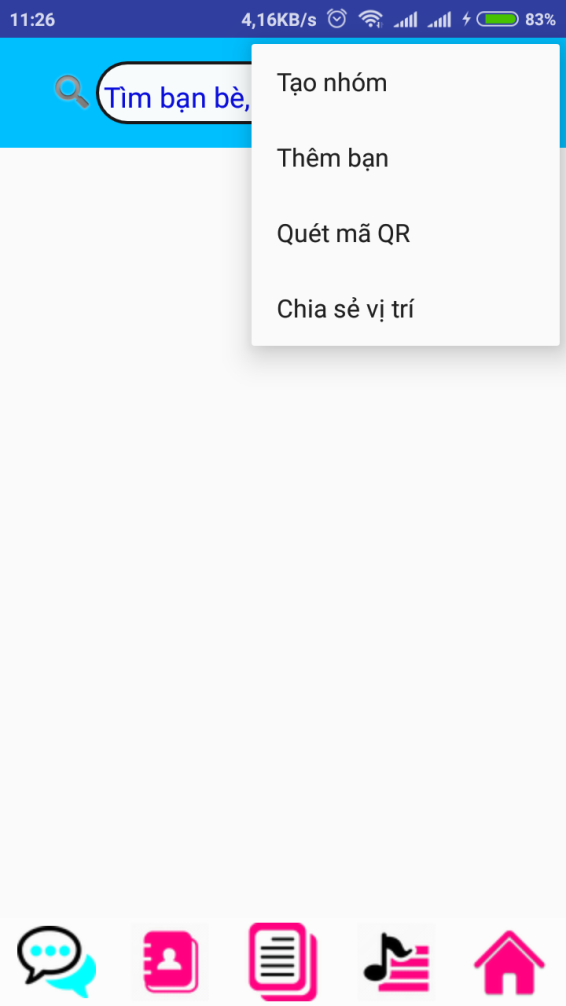 11:26 4,16KB/s 83%
Tìm bạn bè,
Tạo nhóm
Thêm bạn
Quét mã QR
Chia sẻ vị trí